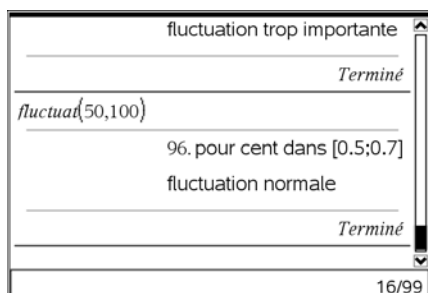 fluctuation trop importante
Terminé
fluctuat(50,100)
96. pour cent dans [0.5;0.7]
fluctuation normale
Terminé
16/99